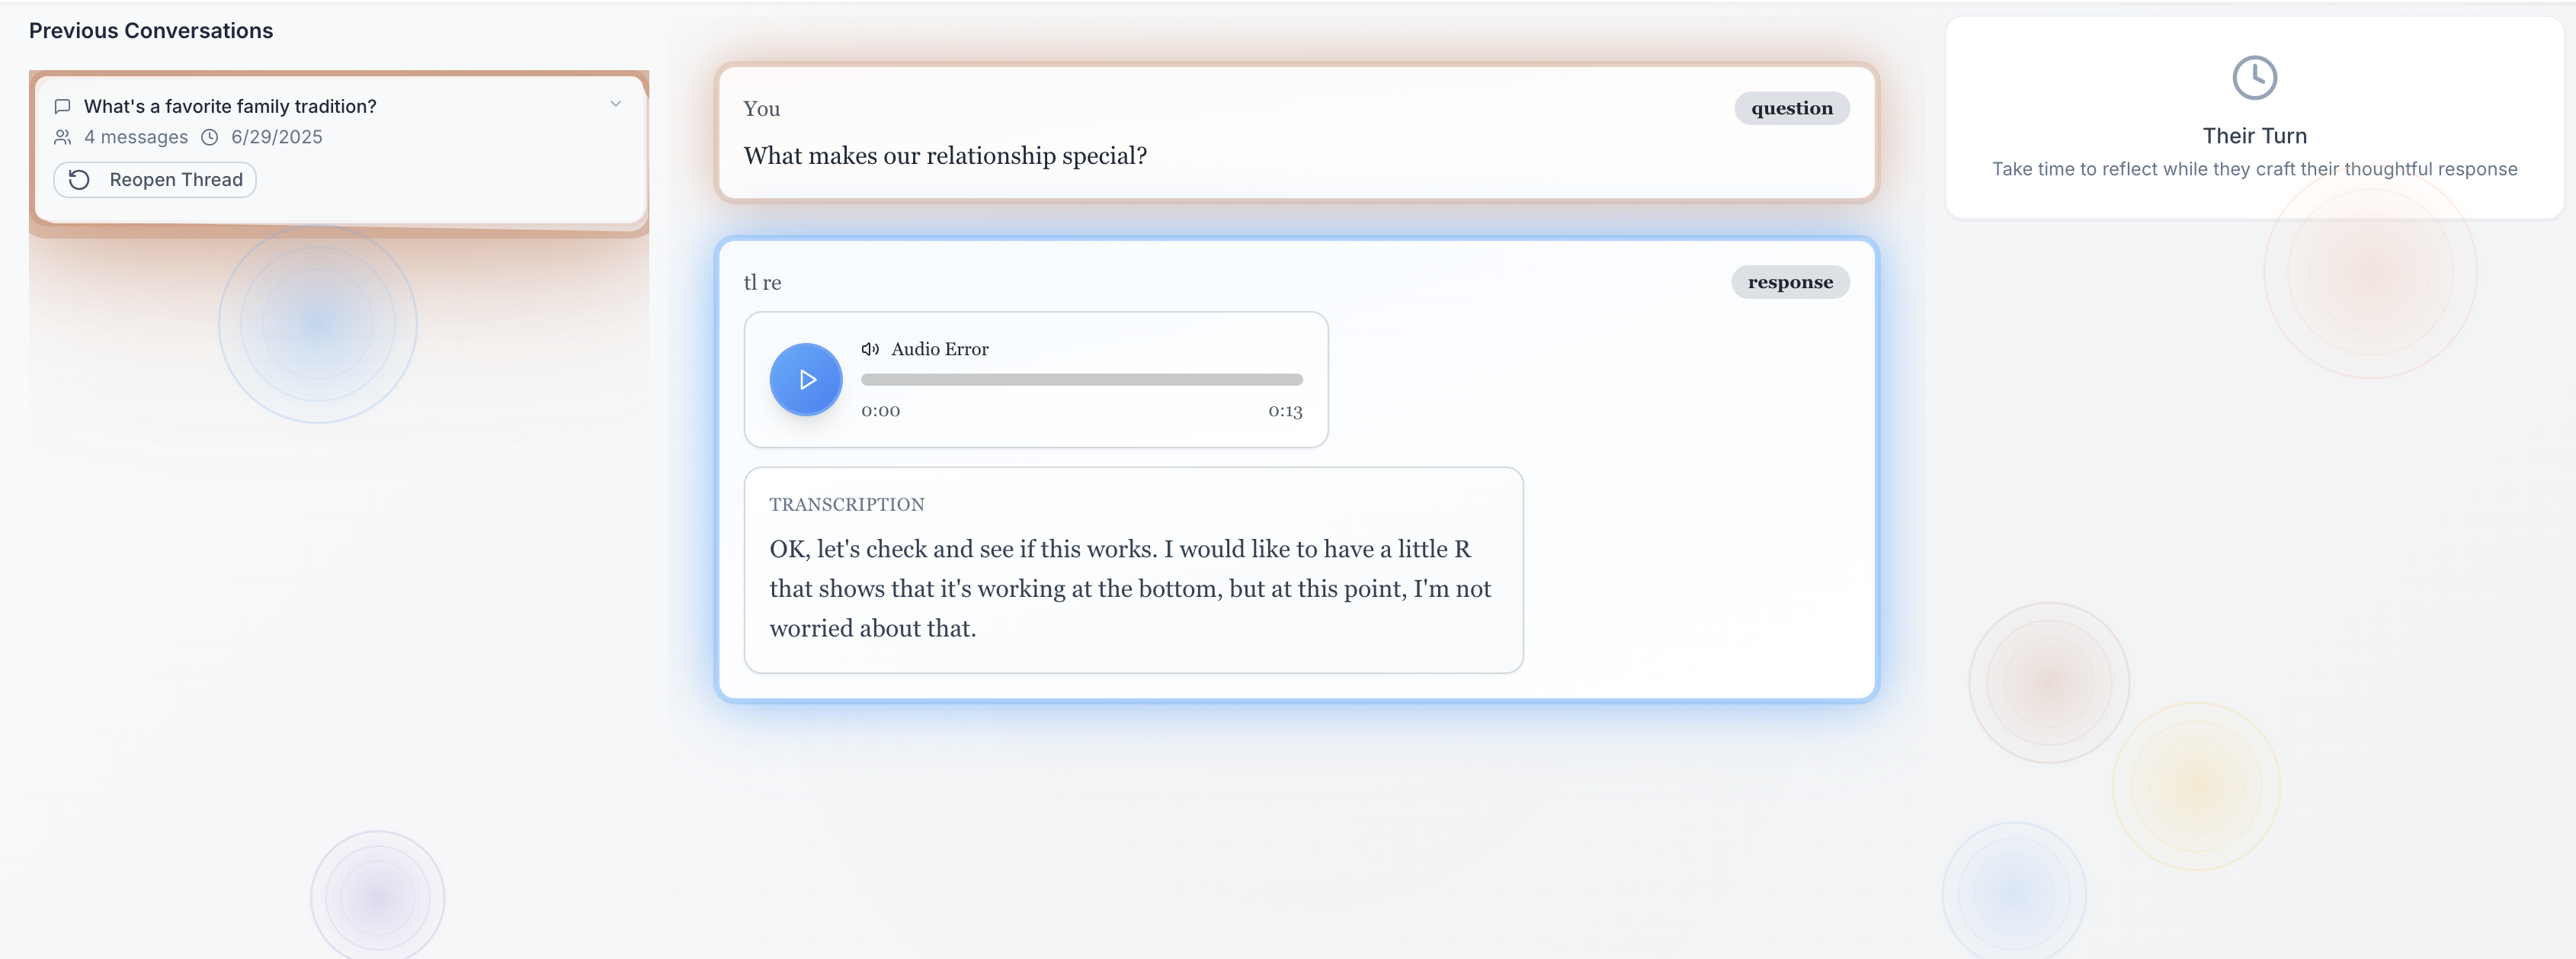 Previous Conversations
What's a favorite family tradition?
4 messages 6/29/2025
Reopen Thread
You
question
What makes our relationship special?
tl re
response
Audio Error
0:00 0:13
TRANSCRIPTION
OK, let's check and see if this works. I would like to have a little R
that shows that it's working at the bottom, but at this point, I'm not
worried about that.
Their Turn
Take time to reflect while they craft their thoughtful response